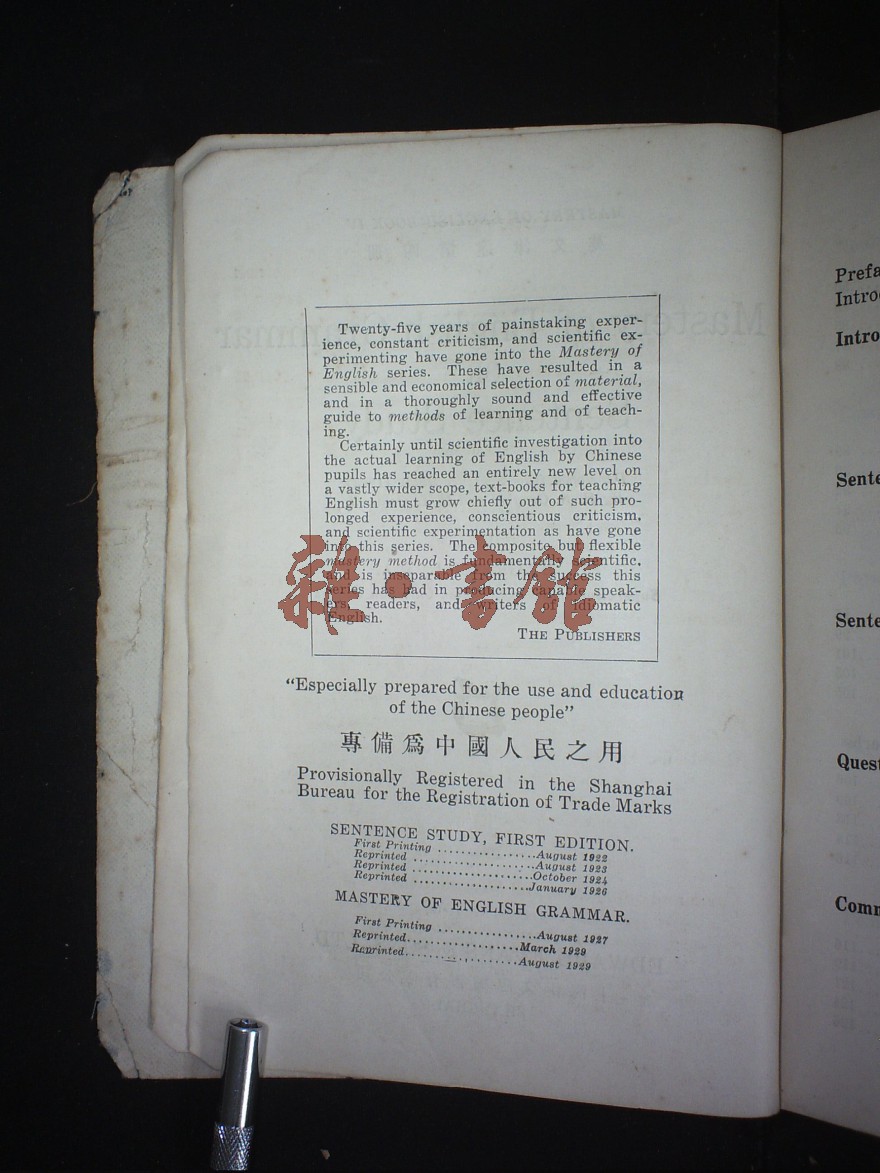 Twenty-five years of painstaking exper-
ience, constant criticism, and scientific ex-
perimenting have gone into the Mastery of
English series. These have resulted in a
sensible and economical selection of material,
and in a thoroughly sound and effective
guide to methods of learning and of teach-
ing.
Certainly until scientific investigation into
the actual learning of English by Chinese
pupils has reached an entirely new level on
a vastly wider scope, text-books for teaching
English must grow chiefly out of such pro-
longed experience, conscientious criticism,
and scientific experimentation as have gone
into this series. The composite but flexible
mastery method is fundamentally scientific,
and is inseparable from the success this
series has had in producing capable speak-
ers, readers, and writers of idiomatic
English.
THE PUBLISHERS
雜·書館
"Especially prepared for the use and education
of the Chinese people"
專備爲中國人民之用
Provisionally Registered in the Shanghai
Bureau for the Registration of Trade Marks
SENTENCE STUDY, FIRST EDITION.
First Printing ................August 1922
Reprinted ....................August 1923
Reprinted ....................October 1924
Reprinted ....................January 1926
MASTERY OF ENGLISH GRAMMAR.
First Printing ................August 1927
Reprinted....................March 1929
Reprinted....................August 1929
Prefa
Introd
Intro
Sente
Sente
Quest
Comm